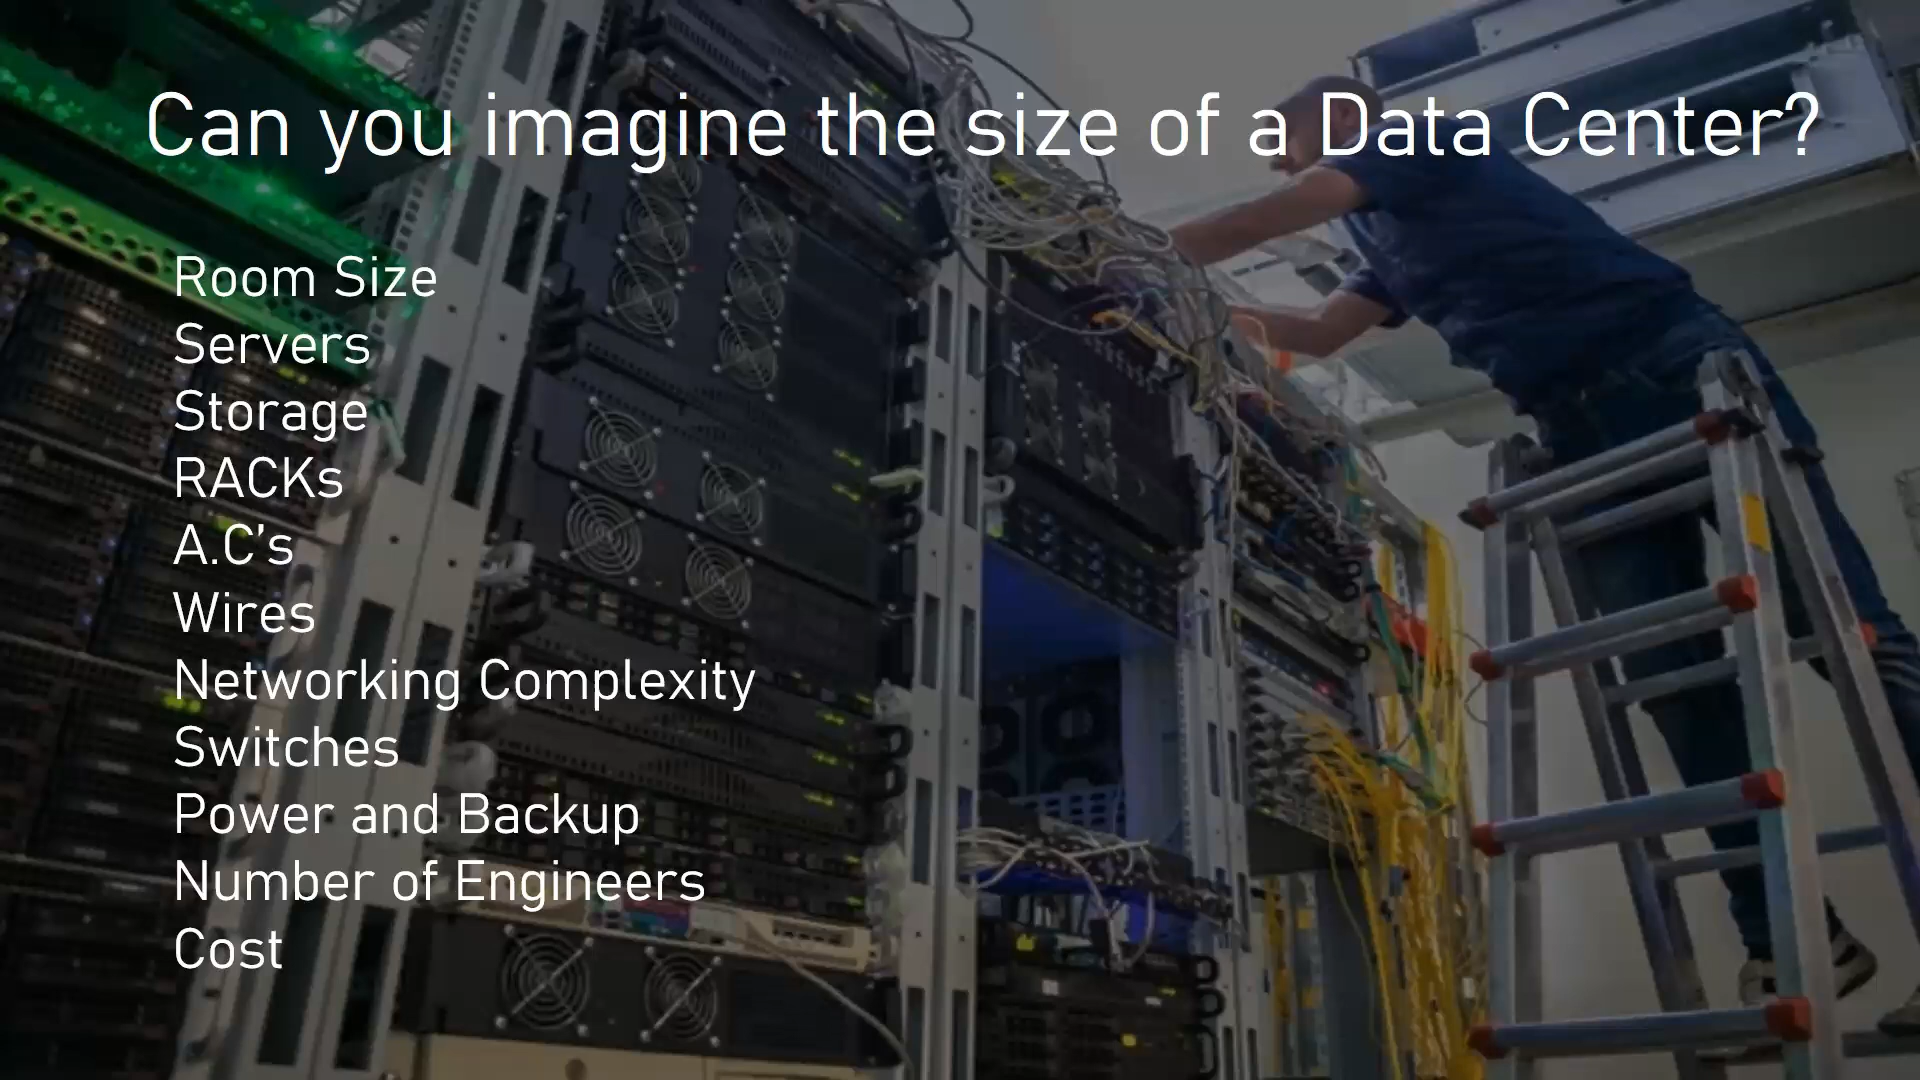 Can you imagine the size of a Data Center?
Room Size
Servers
Storage
RACKs
A.C’s
Wires
Networking Complexity
Switches
Power and Backup
Number of Engineers
Cost